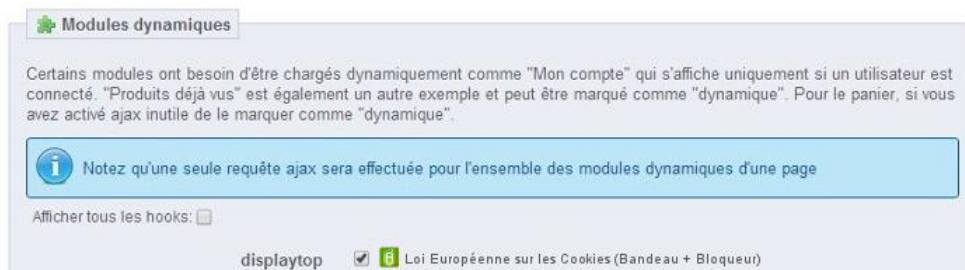 Modules dynamiques
Certains modules ont besoin d'être chargés dynamiquement comme "Mon compte" qui s'affiche uniquement si un utilisateur est
connecté. "Produits déjà vus" est également un autre exemple et peut être marqué comme "dynamique". Pour le panier, si vous
avez activé ajax inutile de le marquer comme "dynamique".
Notez qu'une seule requête ajax sera effectuée pour l'ensemble des modules dynamiques d'une page
Afficher tous les hooks:
displaytop Loi Européenne sur les Cookies (Bandeau + Bloqueur)